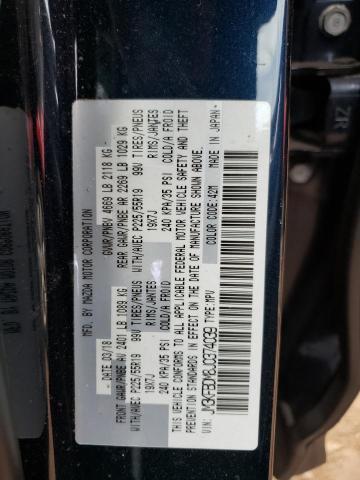 MFD. BY MAZDA MOTOR CORPORATION
DATE: 03/18 GVWR/PNBV 4669 LB 2118 KG
FRONT GAWR/PNBE AV 2401 LB 1089 KG REAR GAWR/PNBE AR 2269 LB 1029 KG
WITH/AVEC P225/55R19 99V TIRES/PNEUS WITH/AVEC P225/55R19 99V TIRES/PNEUS
19X7J RIMS/JANTES 19X7J RIMS/JANTES
240 KPA/35 PSI COLD/A FROID 240 KPA/35 PSI COLD/A FROID
THIS VEHICLE CONFORMS TO ALL APPLICABLE FEDERAL MOTOR VEHICLE SAFETY AND THEFT
PREVENTION STANDARDS IN EFFECT ON THE DATE OF MANUFACTURE SHOWN ABOVE.
VIN: JM3KFBDM8J0374039 TYPE:MPV COLOR CODE:42M MADE IN JAPAN
ZR